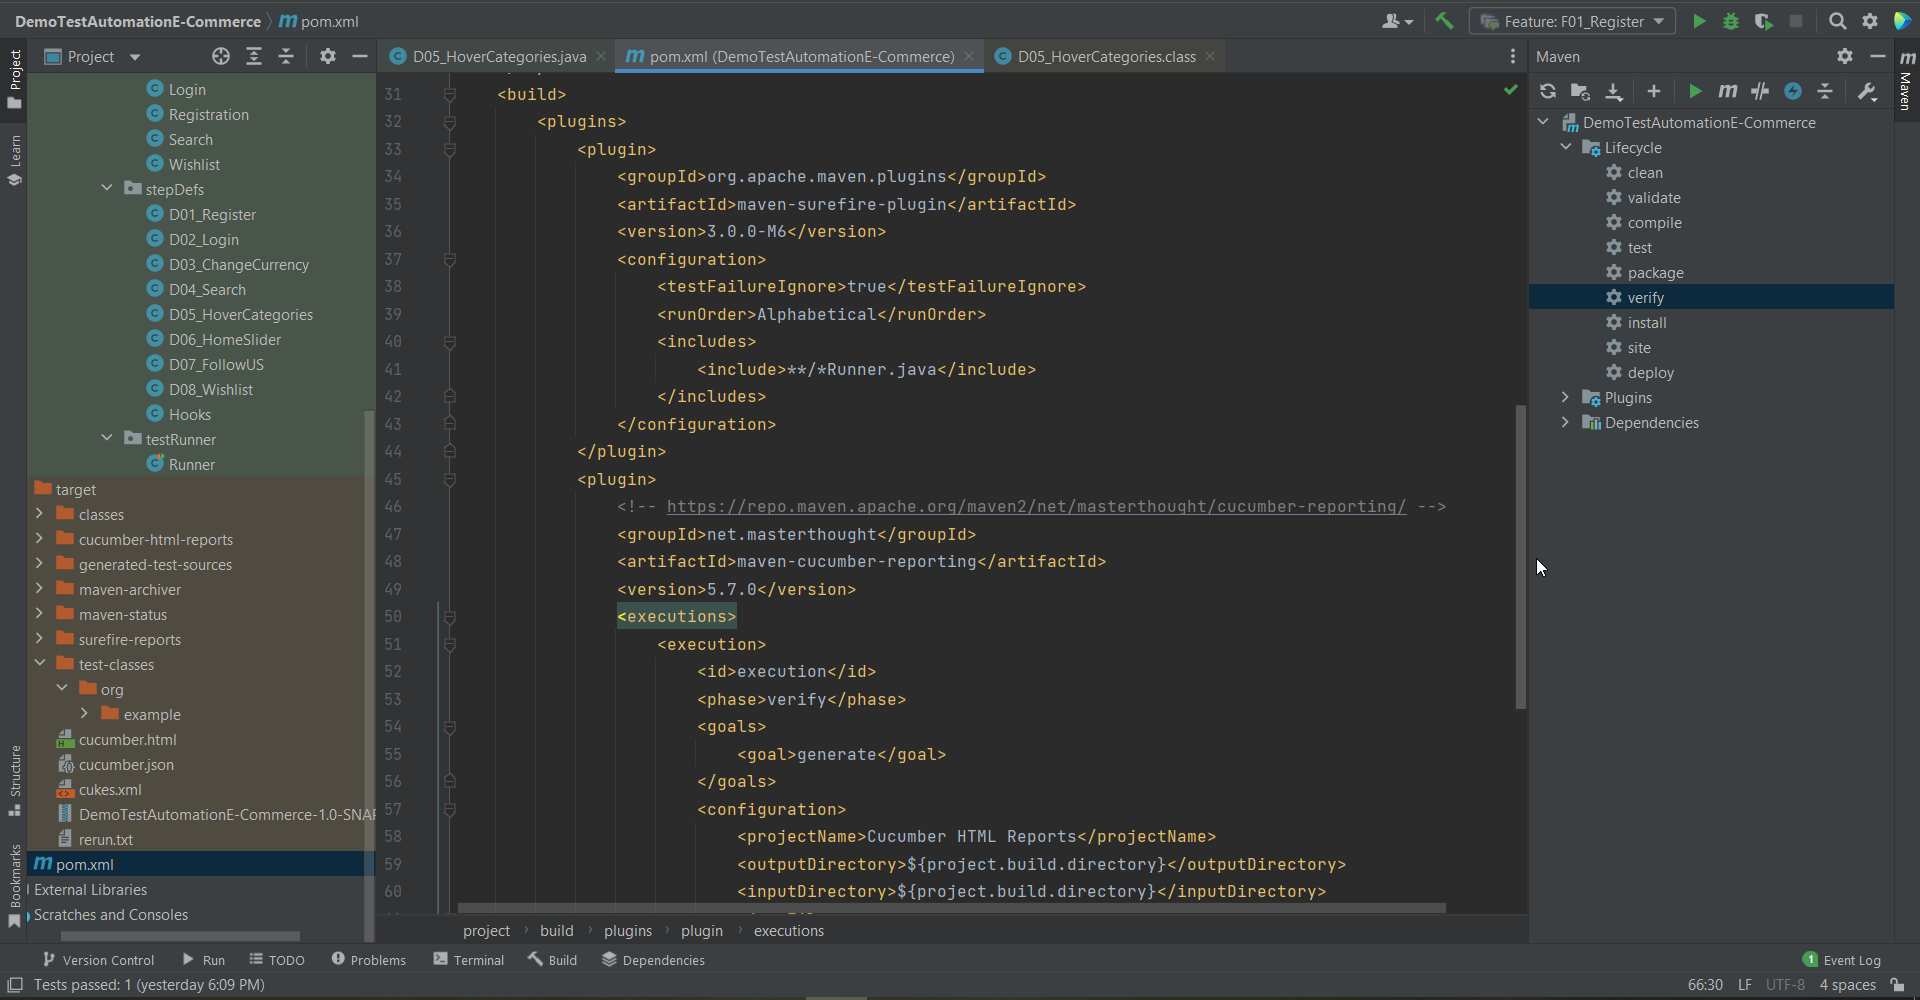 DemoTestAutomationE-Commerce
pom.xml
Feature: F01_Register
Project
D05_HoverCategories.java
pom.xml (DemoTestAutomationE-Commerce)
D05_HoverCategories.class
Maven
Project
Learn
Structure
Bookmarks
Maven
Login
Registration
Search
Wishlist
stepDefs
D01_Register
D02_Login
D03_ChangeCurrency
D04_Search
D05_HoverCategories
D06_HomeSlider
D07_FollowUS
D08_Wishlist
Hooks
testRunner
Runner
target
classes
cucumber-html-reports
generated-test-sources
maven-archiver
maven-status
surefire-reports
test-classes
org
example
cucumber.html
cucumber.json
cukes.xml
DemoTestAutomationE-Commerce-1.0-SNAP
rerun.txt
pom.xml
External Libraries
Scratches and Consoles
31 <build>
32 <plugins>
33 <plugin>
34 <groupId>org.apache.maven.plugins</groupId>
35 <artifactId>maven-surefire-plugin</artifactId>
36 <version>3.0.0-M6</version>
37 <configuration>
38 <testFailureIgnore>true</testFailureIgnore>
39 <runOrder>Alphabetical</runOrder>
40 <includes>
41 <include>**/*Runner.java</include>
42 </includes>
43 </configuration>
44 </plugin>
45 <plugin>
46 <!-- https://repo.maven.apache.org/maven2/net/masterthought/cucumber-reporting/ -->
47 <groupId>net.masterthought</groupId>
48 <artifactId>maven-cucumber-reporting</artifactId>
49 <version>5.7.0</version>
50 <executions>
51 <execution>
52 <id>execution</id>
53 <phase>verify</phase>
54 <goals>
55 <goal>generate</goal>
56 </goals>
57 <configuration>
58 <projectName>Cucumber HTML Reports</projectName>
59 <outputDirectory>${project.build.directory}</outputDirectory>
60 <inputDirectory>${project.build.directory}</inputDirectory>
project
build
plugins
plugin
executions
DemoTestAutomationE-Commerce
Lifecycle
clean
validate
compile
test
package
verify
install
site
deploy
Plugins
Dependencies
Version Control
Run
TODO
Problems
Terminal
Build
Dependencies
1 Event Log
Tests passed: 1 (yesterday 6:09 PM)
66:30
LF
UTF-8
4 spaces